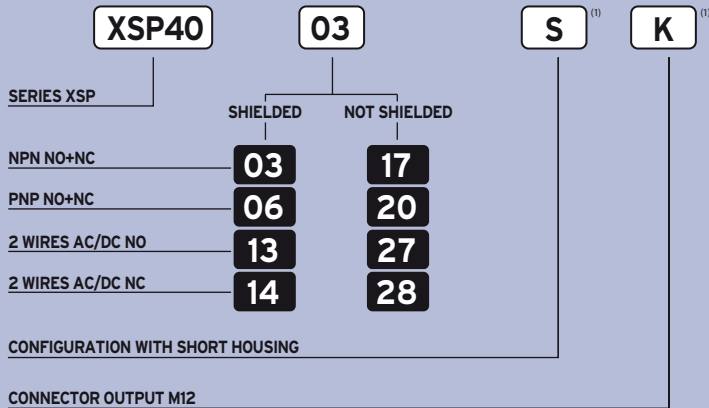 XSP40 03 S (1) K (1)
SERIES XSP
SHIELDED NOT SHIELDED
NPN NO+NC 03 17
PNP NO+NC 06 20
2 WIRES AC/DC NO 13 27
2 WIRES AC/DC NC 14 28
CONFIGURATION WITH SHORT HOUSING
CONNECTOR OUTPUT M12